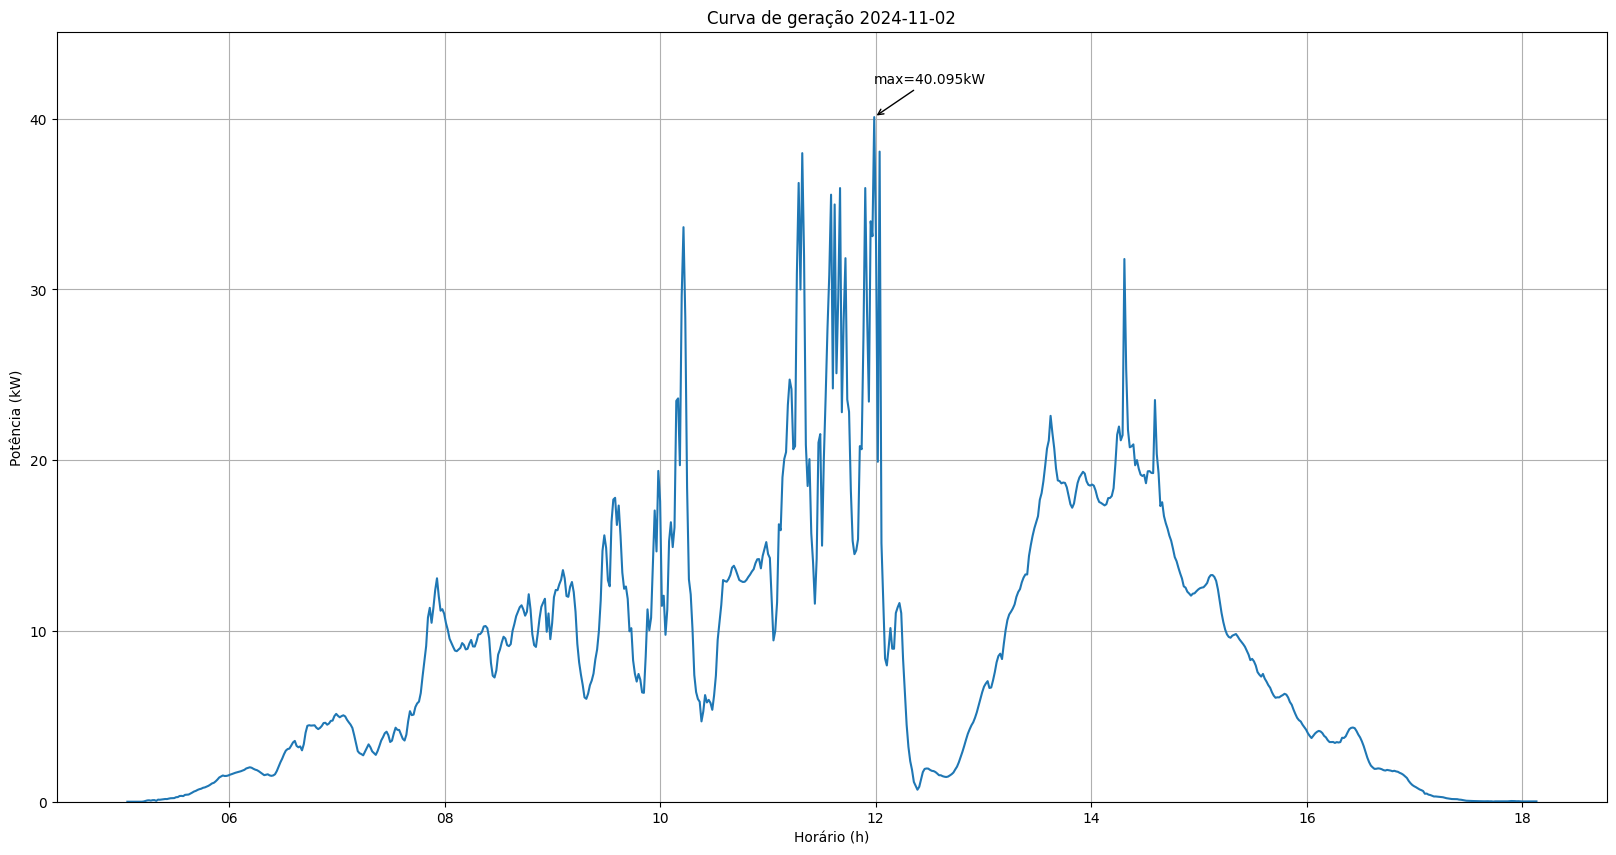 Curva de geração 2024-11-02
max=40.095kW
40
30
20
10
0
Potência (kW)
06 08 10 12 14 16 18
Horário (h)